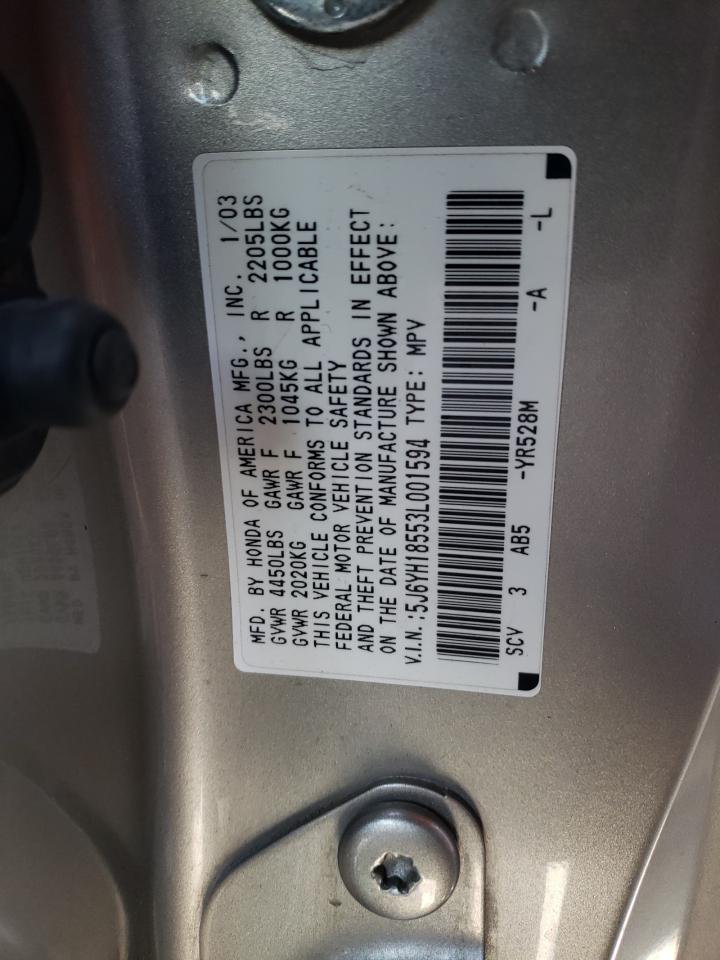 MFD. BY HONDA OF AMERICA MFG., INC. 1/03
GVWR 4450LBS GAWR F 2300LBS R 2205LBS
GVWR 2020KG GAWR F 1045KG R 1000KG
THIS VEHICLE CONFORMS TO ALL APPLICABLE
FEDERAL MOTOR VEHICLE SAFETY
AND THEFT PREVENTION STANDARDS IN EFFECT
ON THE DATE OF MANUFACTURE SHOWN ABOVE:
V.I.N.:5J6YH18553L001594 TYPE: MPV
SCV 3 AB5 -YR528M -A -L